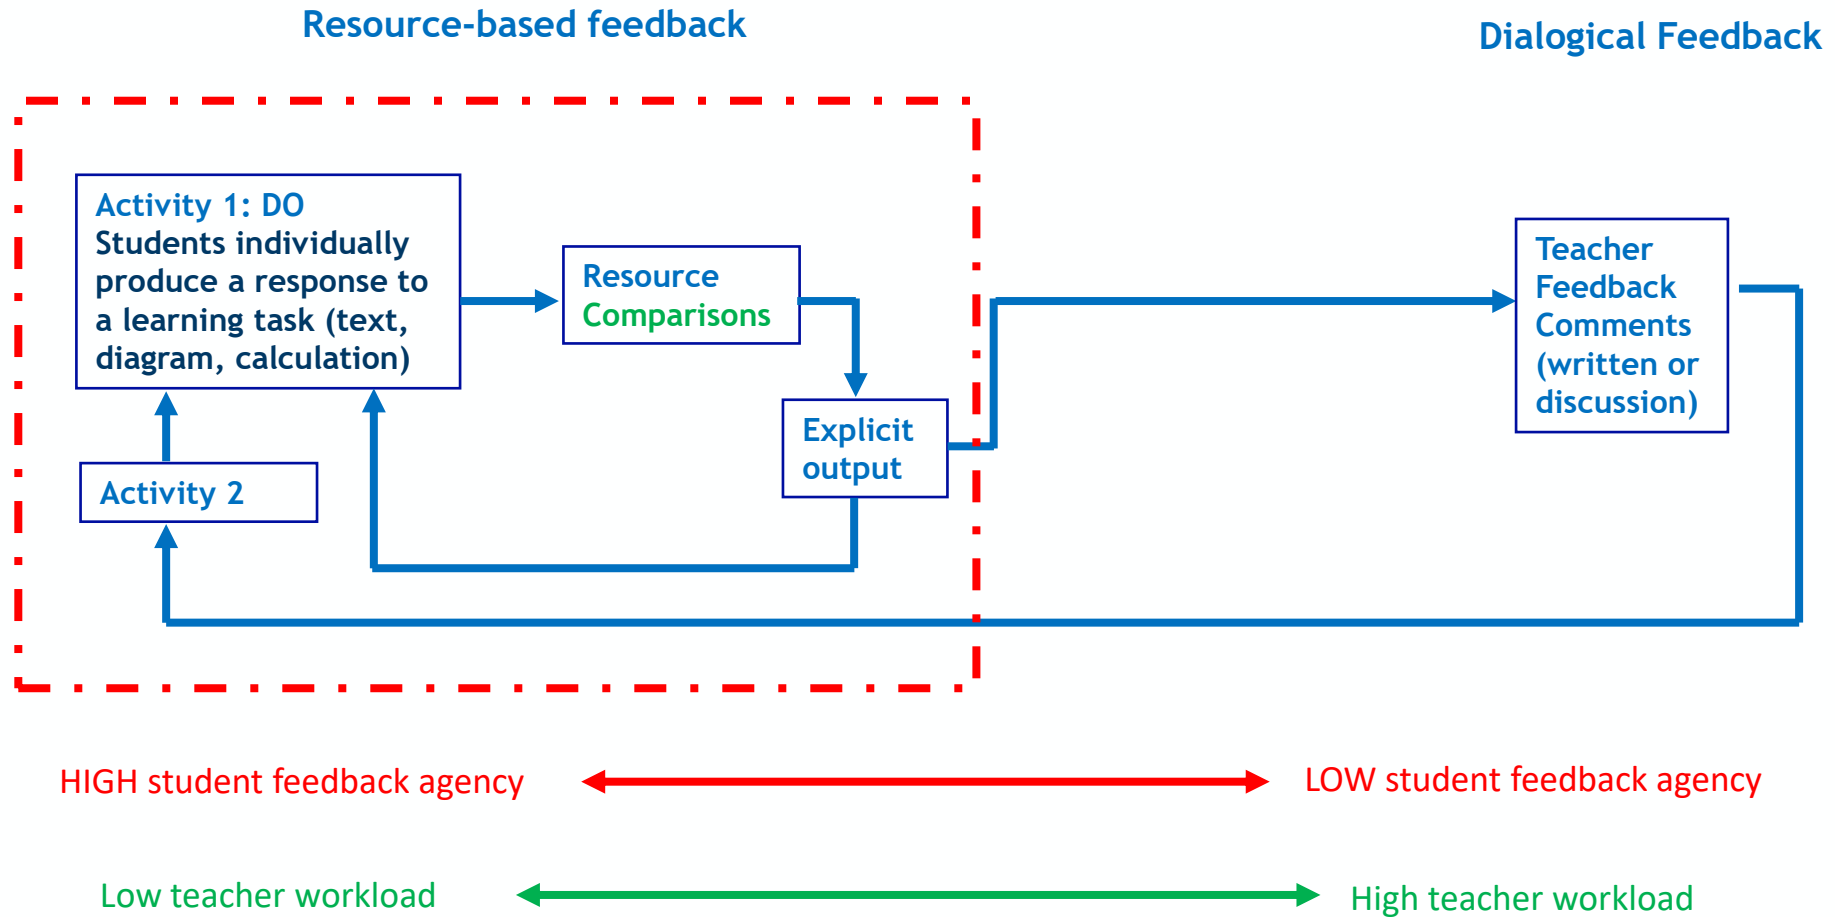 Resource-based feedback
Dialogical Feedback
Activity 1: DO
Students individually
produce a response to
a learning task (text,
diagram, calculation)
Resource
Comparisons
Explicit
output
Activity 2
Teacher
Feedback
Comments
(written or
discussion)
HIGH student feedback agency
LOW student feedback agency
Low teacher workload
High teacher workload